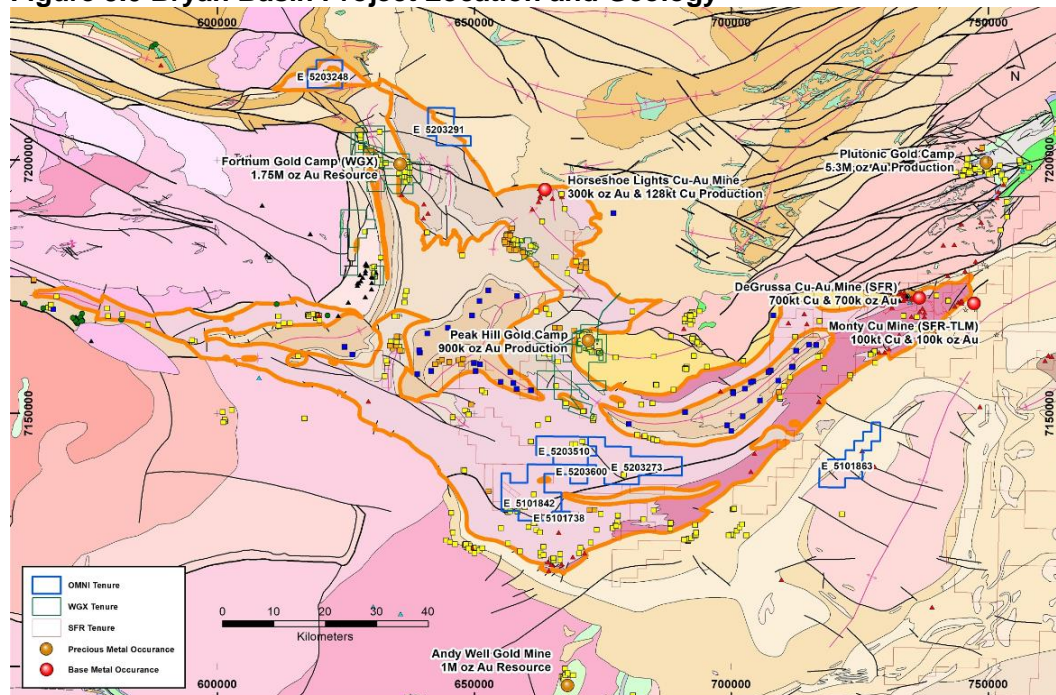 600000
650000
700000
750000
N
E 5203248
E 5203291
7200000
7200000
Fortnum Gold Camp (WGX)
1.75M oz Au Resource
Horseshoe Lights Cu-Au Mine
300k oz Au & 128kt Cu Production
Plutonic Gold Camp
5.3M oz Au Production
DeGrussa Cu-Au Mine (SFR)
700kt Cu & 700k oz Au
Monty Cu Mine (SFR-TLM)
100kt Cu & 100k oz Au
Peak Hill Gold Camp
900k oz Au Production
7150000
7150000
E 5203510
E 5203600
E 5203273
E 5101863
E 5101842
E 5101738
OMNI Tenure
WGX Tenure
SFR Tenure
Precious Metal Occurance
Base Metal Occurance
0 10 20 30 40
Kilometers
Andy Well Gold Mine
1M oz Au Resource
600000
650000
700000
750000